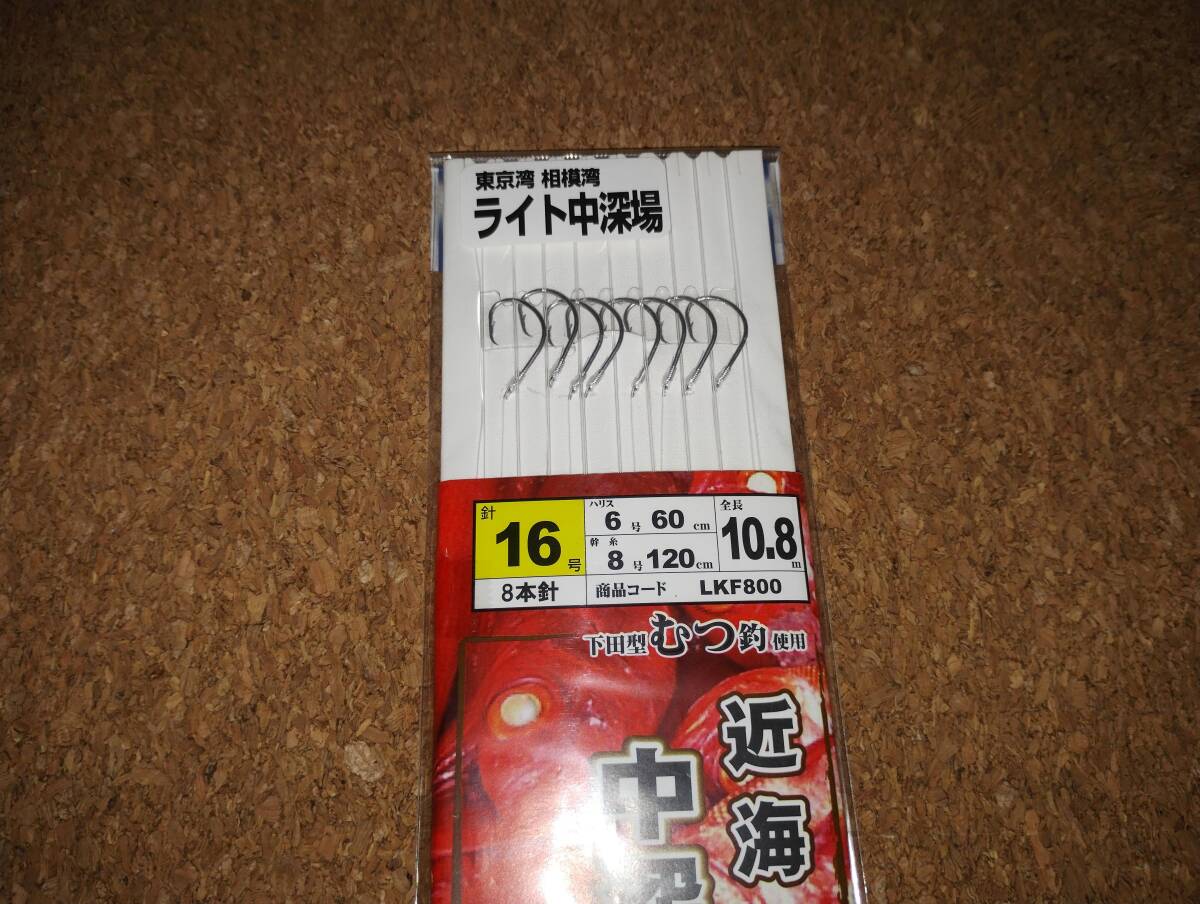 東京湾 相模湾
ライト中深場
針 16 号
8本針
ハリス 6 号 60 cm
幹糸 8 号 120 cm
全長 10.8 m
商品コード LKF800
下田型むつ釣使用
近海
中深